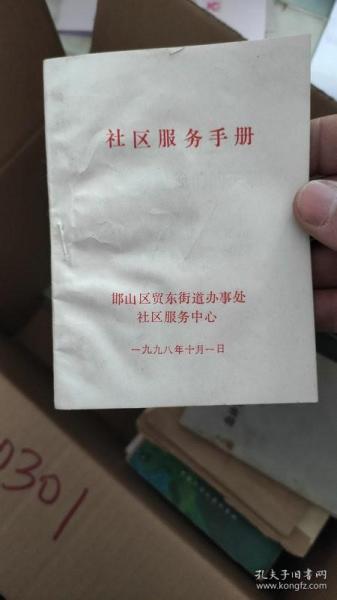 社区服务手册
邯山区贸东街道办事处
社区服务中心
一九九八年十月一日
0301
孔夫子旧书网
www.kongfz.com